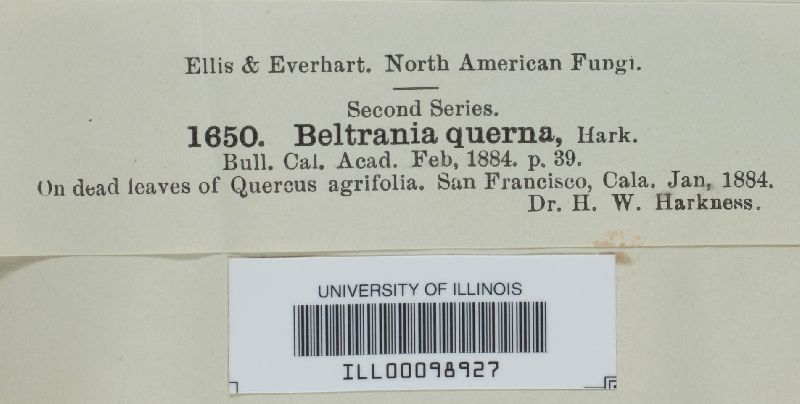 Ellis & Everhart. North American Fungi.
Second Series.
1650. Beltrania querna, Hark.
Bull. Cal. Acad. Feb, 1884. p. 39.
On dead leaves of Quercus agrifolia. San Francisco, Cala. Jan, 1884.
Dr. H. W. Harkness.
UNIVERSITY OF ILLINOIS
ILL00098927